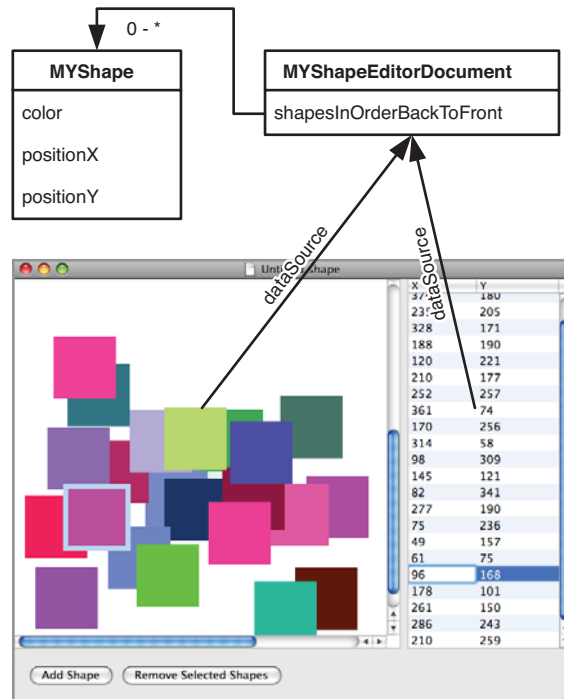 0 - *
MYShape
color
positionX
positionY
MYShapeEditorDocument
shapesInOrderBackToFront
dataSource
dataSource
shape
X Y
180
205
328 171
188 190
120 221
210 177
252 257
361 74
170 256
314 58
98 309
145 121
82 341
277 190
75 236
49 157
61 75
96 168
178 101
261 150
286 243
210 259
Add Shape
Remove Selected Shapes